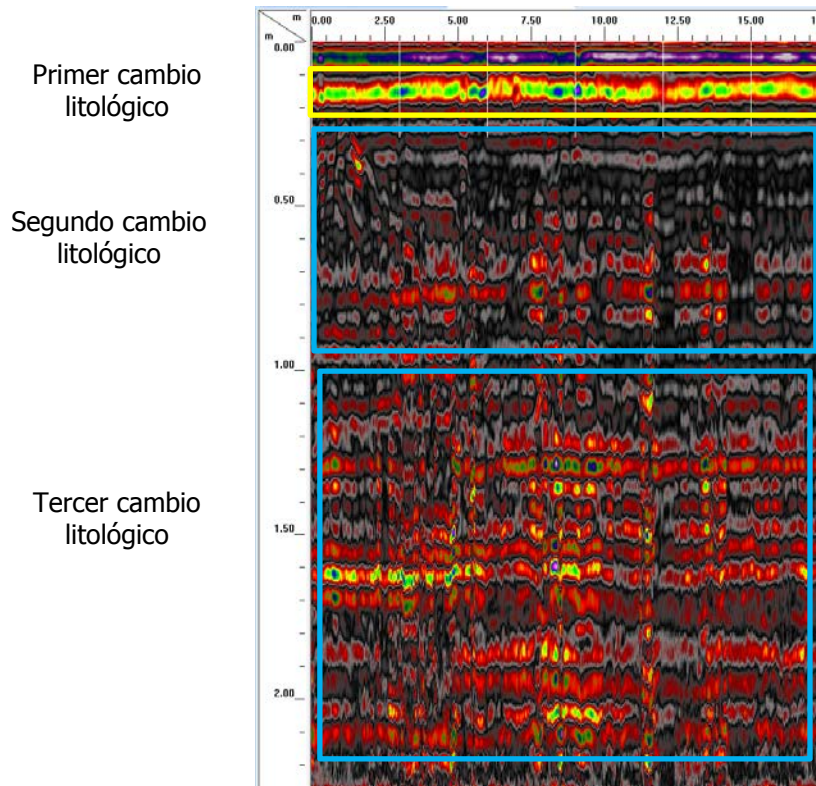 m 0.00 2.50 5.00 7.50 10.00 12.50 15.00
m
0.00
Primer cambio
litológico
0.50
Segundo cambio
litológico
1.00
Tercer cambio
litológico
1.50
2.00